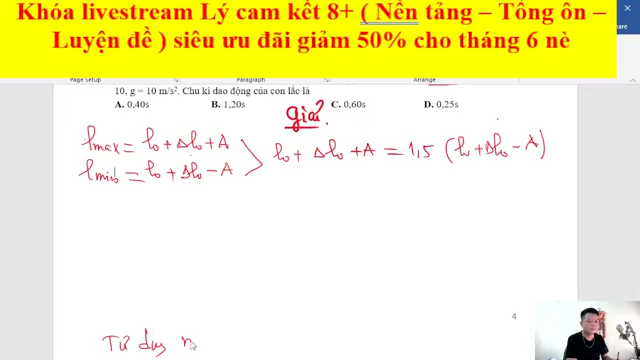 Khóa livestream Lý cam kết 8+ ( Nền tảng – Tổng ôn –
Luyện đề ) siêu ưu đãi giảm 50% cho tháng 6 nè
Page Setup Paragraph Arrange
10, g = 10 m/s². Chu kì dao động của con lắc là
A. 0,40s B. 1,20s C. 0,60s D. 0,25s
giải
lmax = l₀ + Δl₀ + A
lmin = l₀ + Δl₀ − A
l₀ + Δl₀ + A = 1,5 (l₀ + Δl₀ − A)
4
Tư duy